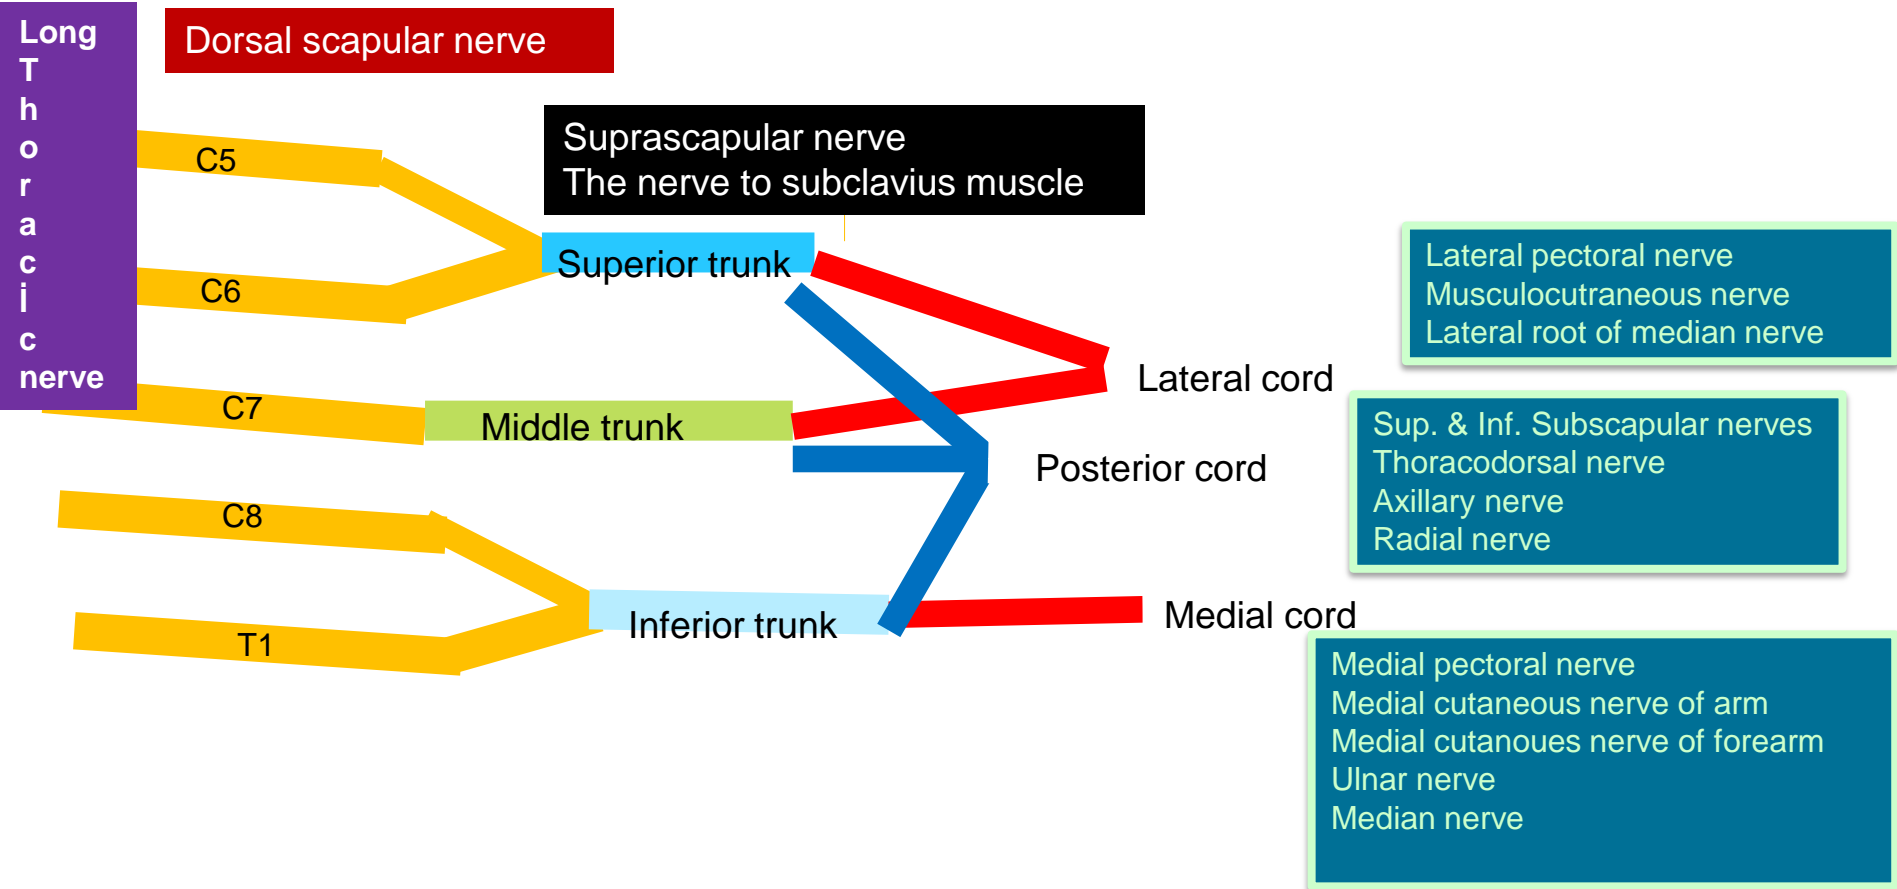 Long
T
h
o
r
a
c
İ
c
nerve
Dorsal scapular nerve
Suprascapular nerve
The nerve to subclavius muscle
C5
C6
C7
C8
T1
Superior trunk
Middle trunk
Inferior trunk
Lateral cord
Posterior cord
Medial cord
Lateral pectoral nerve
Musculocutraneous nerve
Lateral root of median nerve
Sup. & Inf. Subscapular nerves
Thoracodorsal nerve
Axillary nerve
Radial nerve
Medial pectoral nerve
Medial cutaneous nerve of arm
Medial cutanoues nerve of forearm
Ulnar nerve
Median nerve